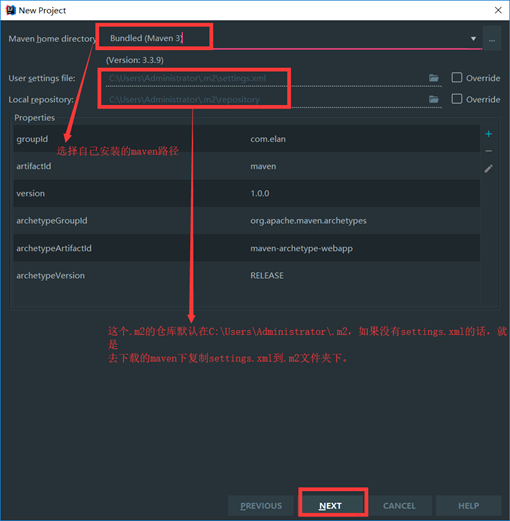 New Project
Maven home directory
Bundled (Maven 3)
...
(Version: 3.3.9)
User settings file:
C:\Users\Administrator\.m2\settings.xml
Override
Local repository:
C:\Users\Administrator\.m2\repository
Override
Properties
groupId com.elan
选择自己安装的maven路径
artifactId maven
version 1.0.0
archetypeGroupId org.apache.maven.archetypes
archetypeArtifactId maven-archetype-webapp
archetypeVersion RELEASE
这个.m2的仓库默认在C:\Users\Administrator\.m2，如果没有settings.xml的话，就
是
去下载的maven下复制settings.xml到.m2文件夹下。
PREVIOUS NEXT CANCEL HELP